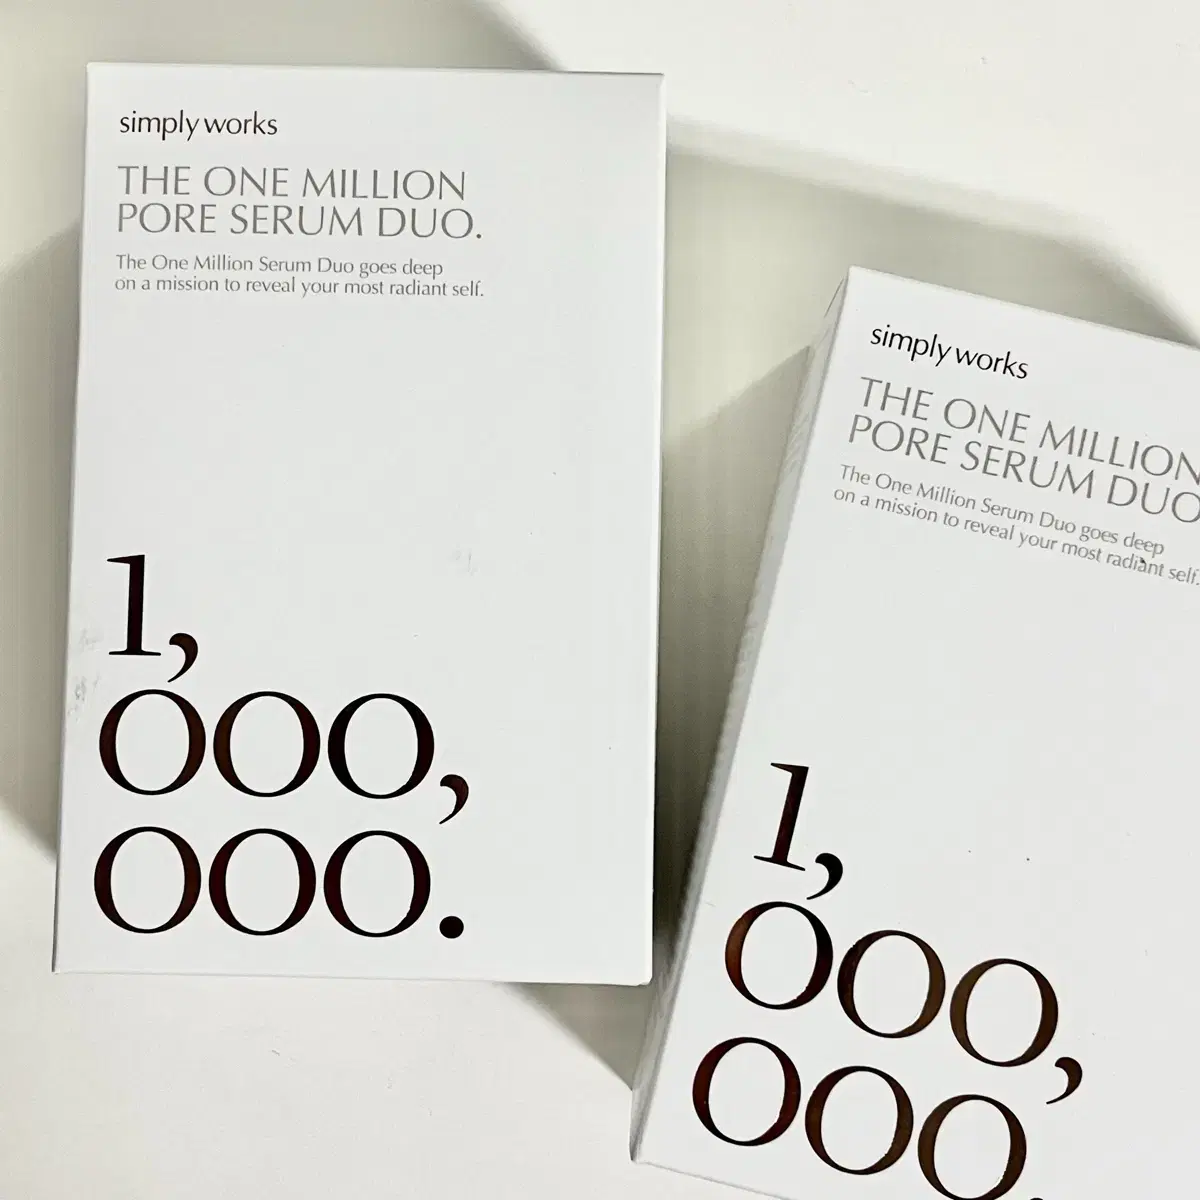 simply works
THE ONE MILLION
PORE SERUM DUO.
The One Million Serum Duo goes deep
on a mission to reveal your most radiant self.
1,
000,
000.
simply works
THE ONE MILLION
PORE SERUM DUO
The One Million Serum Duo goes deep
on a mission to reveal your most radiant self.
1,
000,
000.